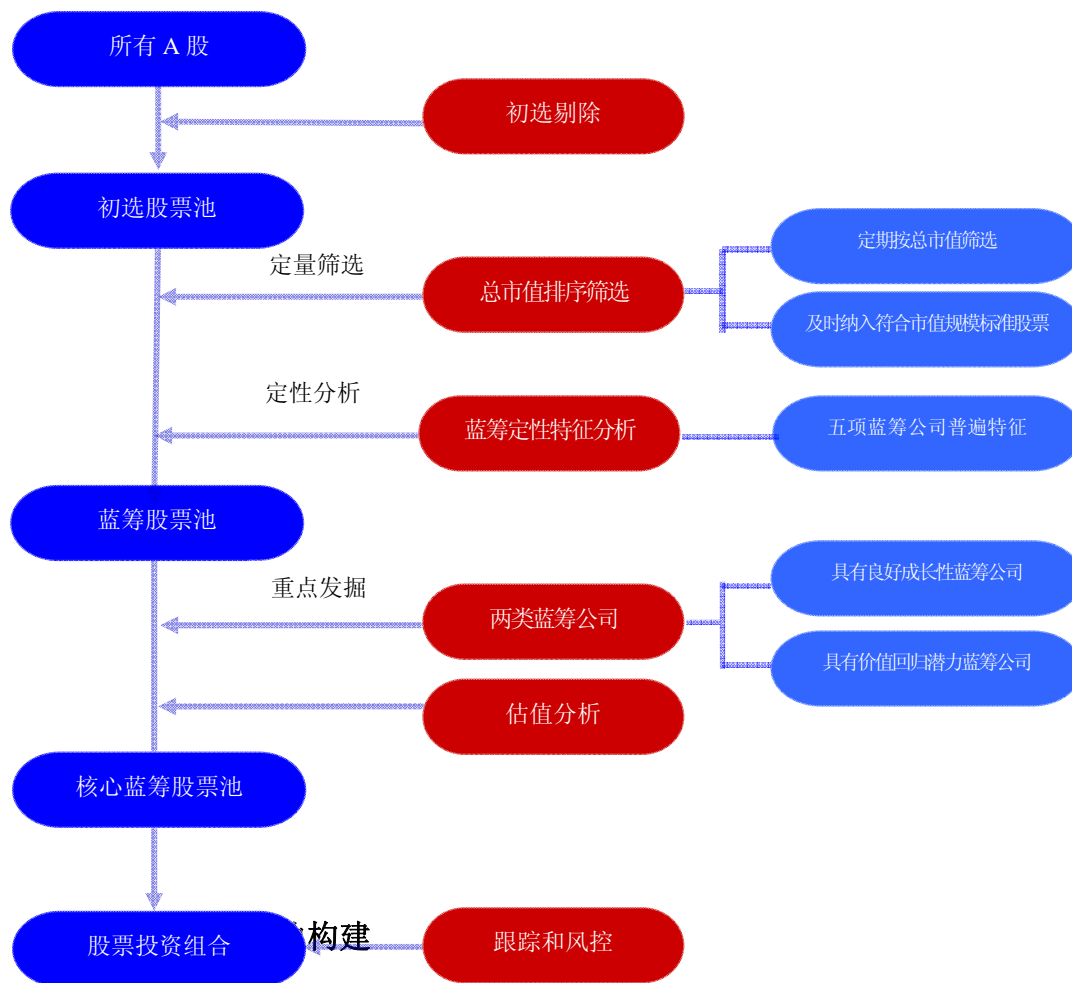 所有 A 股
初选剔除
初选股票池
定量筛选
总市值排序筛选
定期按总市值筛选
及时纳入符合市值规模标准股票
定性分析
蓝筹定性特征分析
五项蓝筹公司普遍特征
蓝筹股票池
重点发掘
两类蓝筹公司
具有良好成长性蓝筹公司
具有价值回归潜力蓝筹公司
估值分析
核心蓝筹股票池
股票投资组合
构建
跟踪和风控